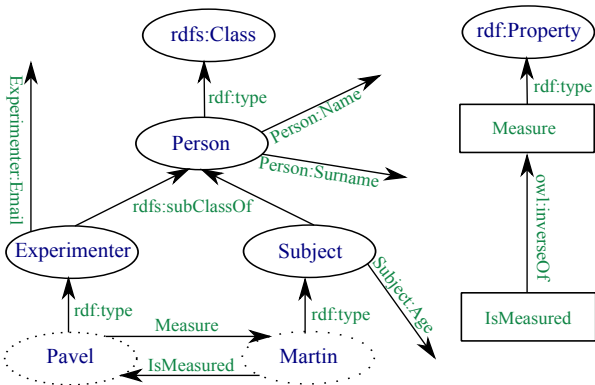 rdfs:Class
rdf:Property
rdf:type
rdf:type
Experimenter:Email
Person:Name
Person
Measure
Person:Surname
rdfs:subClassOf
owl:inverseOf
Experimenter
Subject
Subject:Age
rdf:type
rdf:type
Measure
IsMeasured
Pavel
Martin
IsMeasured